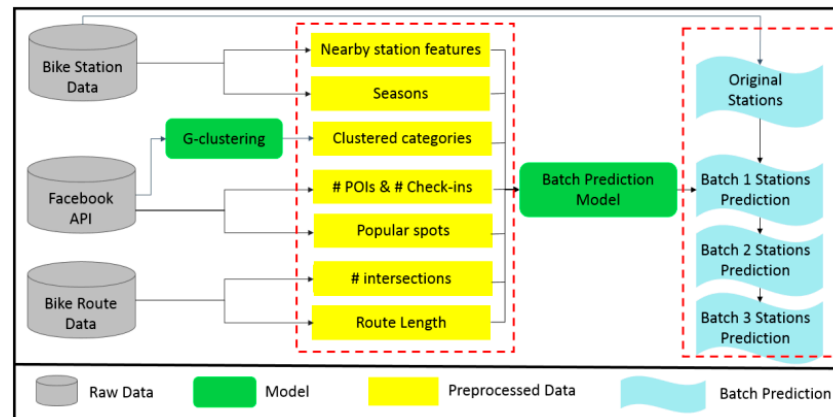 Bike Station
Data
Facebook
API
Bike Route
Data
G-clustering
Nearby station features
Seasons
Clustered categories
# POIs & # Check-ins
Popular spots
# intersections
Route Length
Batch Prediction
Model
Original
Stations
Batch 1 Stations
Prediction
Batch 2 Stations
Prediction
Batch 3 Stations
Prediction
Raw Data
Model
Preprocessed Data
Batch Prediction